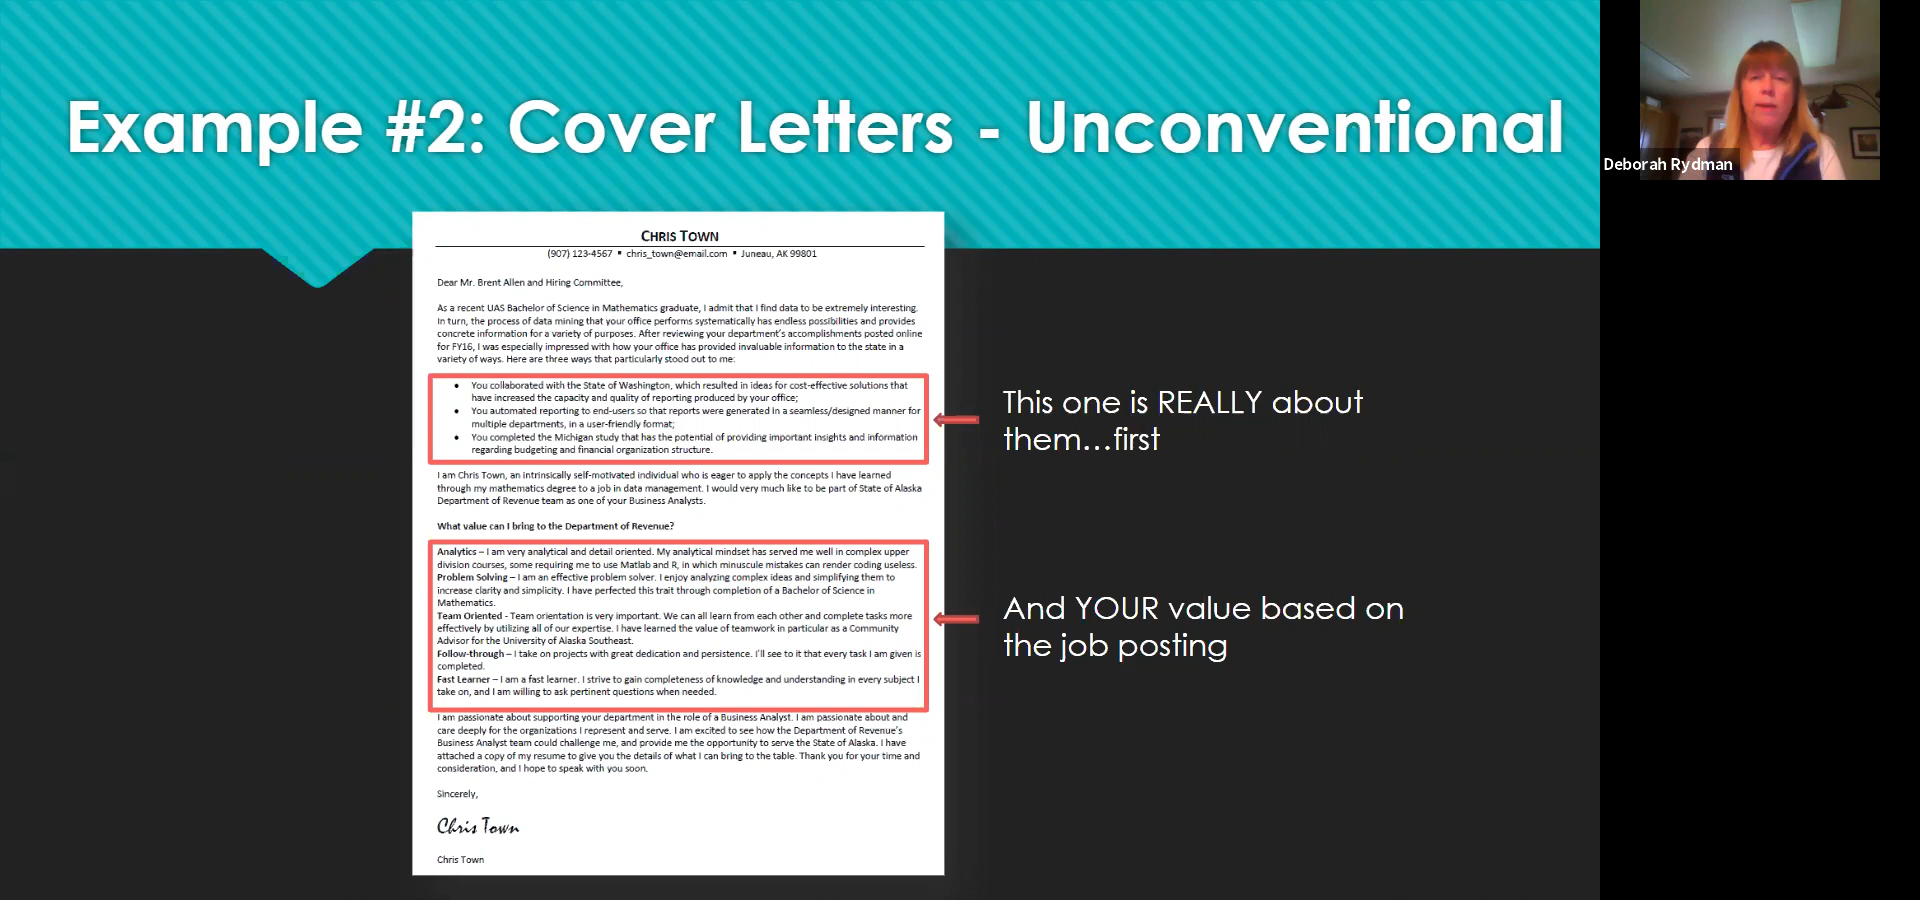 Example #2: Cover Letters - Unconventional
Deborah Rydman
CHRIS TOWN
(907) 123-4567 ▪ chris_town@email.com ▪ Juneau, AK 99801
Dear Mr. Brent Allen and Hiring Committee,
As a recent UAS Bachelor of Science in Mathematics graduate, I admit that I find data to be extremely interesting.
In turn, the process of data mining that your office performs systematically has endless possibilities and provides
concrete information for a variety of purposes. After reviewing your department's accomplishments posted online
for FY16, I was especially impressed with how your office has provided invaluable information to the state in a
variety of ways. Here are three ways that particularly stood out to me:
• You collaborated with the State of Washington, which resulted in ideas for cost-effective solutions that
have increased the capacity and quality of reporting produced by your office;
• You automated reporting to end-users so that reports were generated in a seamless/designed manner for
multiple departments, in a user-friendly format;
• You completed the Michigan study that has the potential of providing important insights and information
regarding budgeting and financial organization structure.
This one is REALLY about
them...first
I am Chris Town, an intrinsically self-motivated individual who is eager to apply the concepts I have learned
through my mathematics degree to a job in data management. I would very much like to be part of State of Alaska
Department of Revenue team as one of your Business Analysts.
What value can I bring to the Department of Revenue?
Analytics – I am very analytical and detail oriented. My analytical mindset has served me well in complex upper
division courses, some requiring me to use Matlab and R, in which minuscule mistakes can render coding useless.
Problem Solving – I am an effective problem solver. I enjoy analyzing complex ideas and simplifying them to
increase clarity and simplicity. I have perfected this trait through completion of a Bachelor of Science in
Mathematics.
Team Oriented - Team orientation is very important. We can all learn from each other and complete tasks more
effectively by utilizing all of our expertise. I have learned the value of teamwork in particular as a Community
Advisor for the University of Alaska Southeast.
Follow-through – I take on projects with great dedication and persistence. I'll see to it that every task I am given is
completed.
Fast Learner – I am a fast learner. I strive to gain completeness of knowledge and understanding in every subject I
take on, and I am willing to ask pertinent questions when needed.
And YOUR value based on
the job posting
I am passionate about supporting your department in the role of a Business Analyst. I am passionate about and
care deeply for the organizations I represent and serve. I am excited to see how the Department of Revenue's
Business Analyst team could challenge me, and provide me the opportunity to serve the State of Alaska. I have
attached a copy of my resume to give you the details of what I can bring to the table. Thank you for your time and
consideration, and I hope to speak with you soon.
Sincerely,
Chris Town
Chris Town